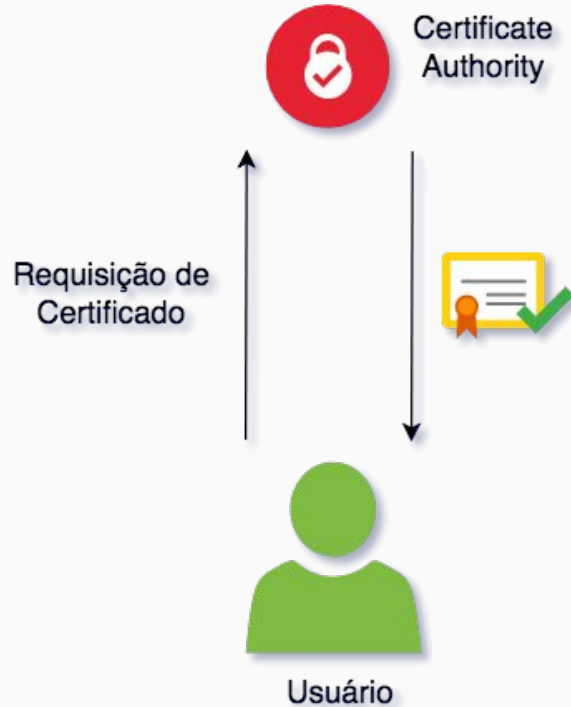 Certificate
Authority
Requisição de
Certificado
Usuário